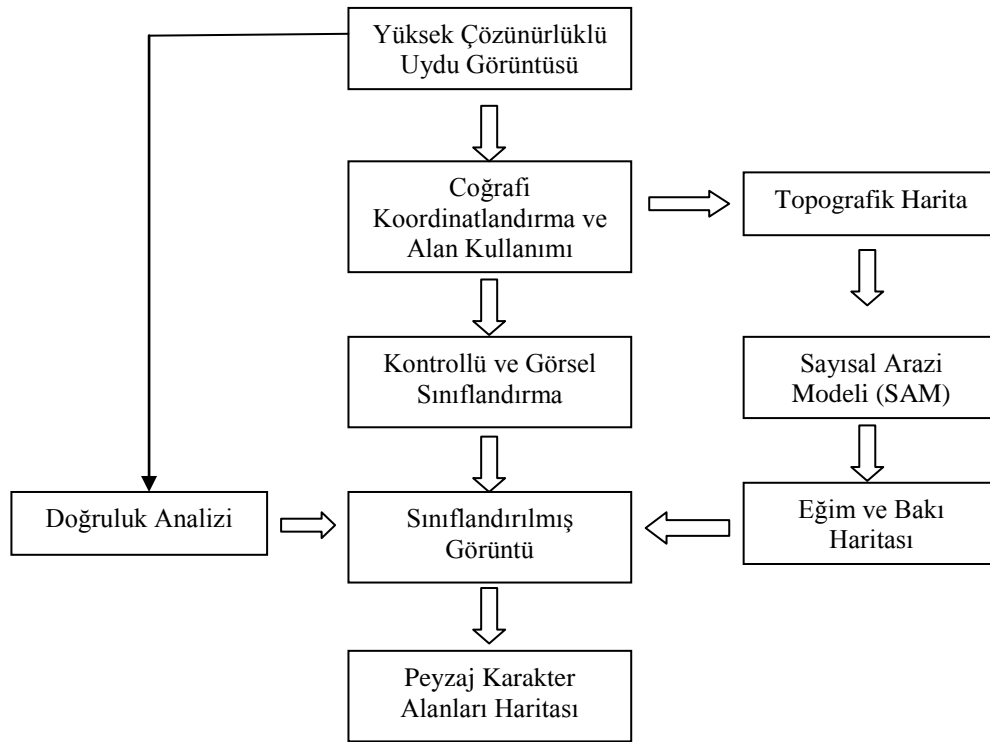 Yüksek Çözünürlüklü
Uydu Görüntüsü
Coğrafi
Koordinatlandırma ve
Alan Kullanımı
Topografik Harita
Kontrollü ve Görsel
Sınıflandırma
Sayısal Arazi
Modeli (SAM)
Doğruluk Analizi
Sınıflandırılmış
Görüntü
Eğim ve Bakı
Haritası
Peyzaj Karakter
Alanları Haritası